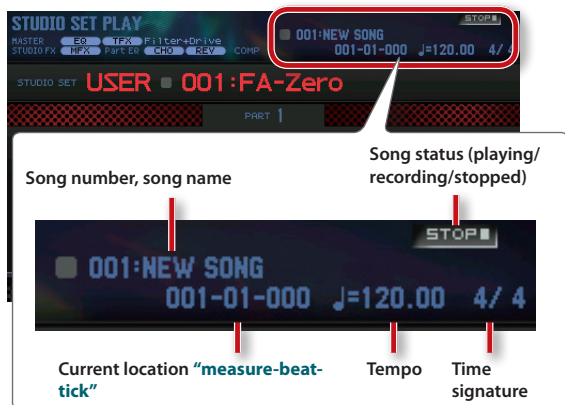 STUDIO SET PLAY
MASTER EQ TFX Filter+Drive
STUDIO FX MFX Part EQ CHO REV COMP
STOP
001:NEW SONG
001-01-000 ♩=120.00 4/ 4
STUDIO SET USER 001:FA-Zero
PART 1
Song number, song name
Song status (playing/
recording/stopped)
STOP
001:NEW SONG
001-01-000 ♩=120.00 4/ 4
Current location "measure-beat-
tick"
Tempo
Time
signature